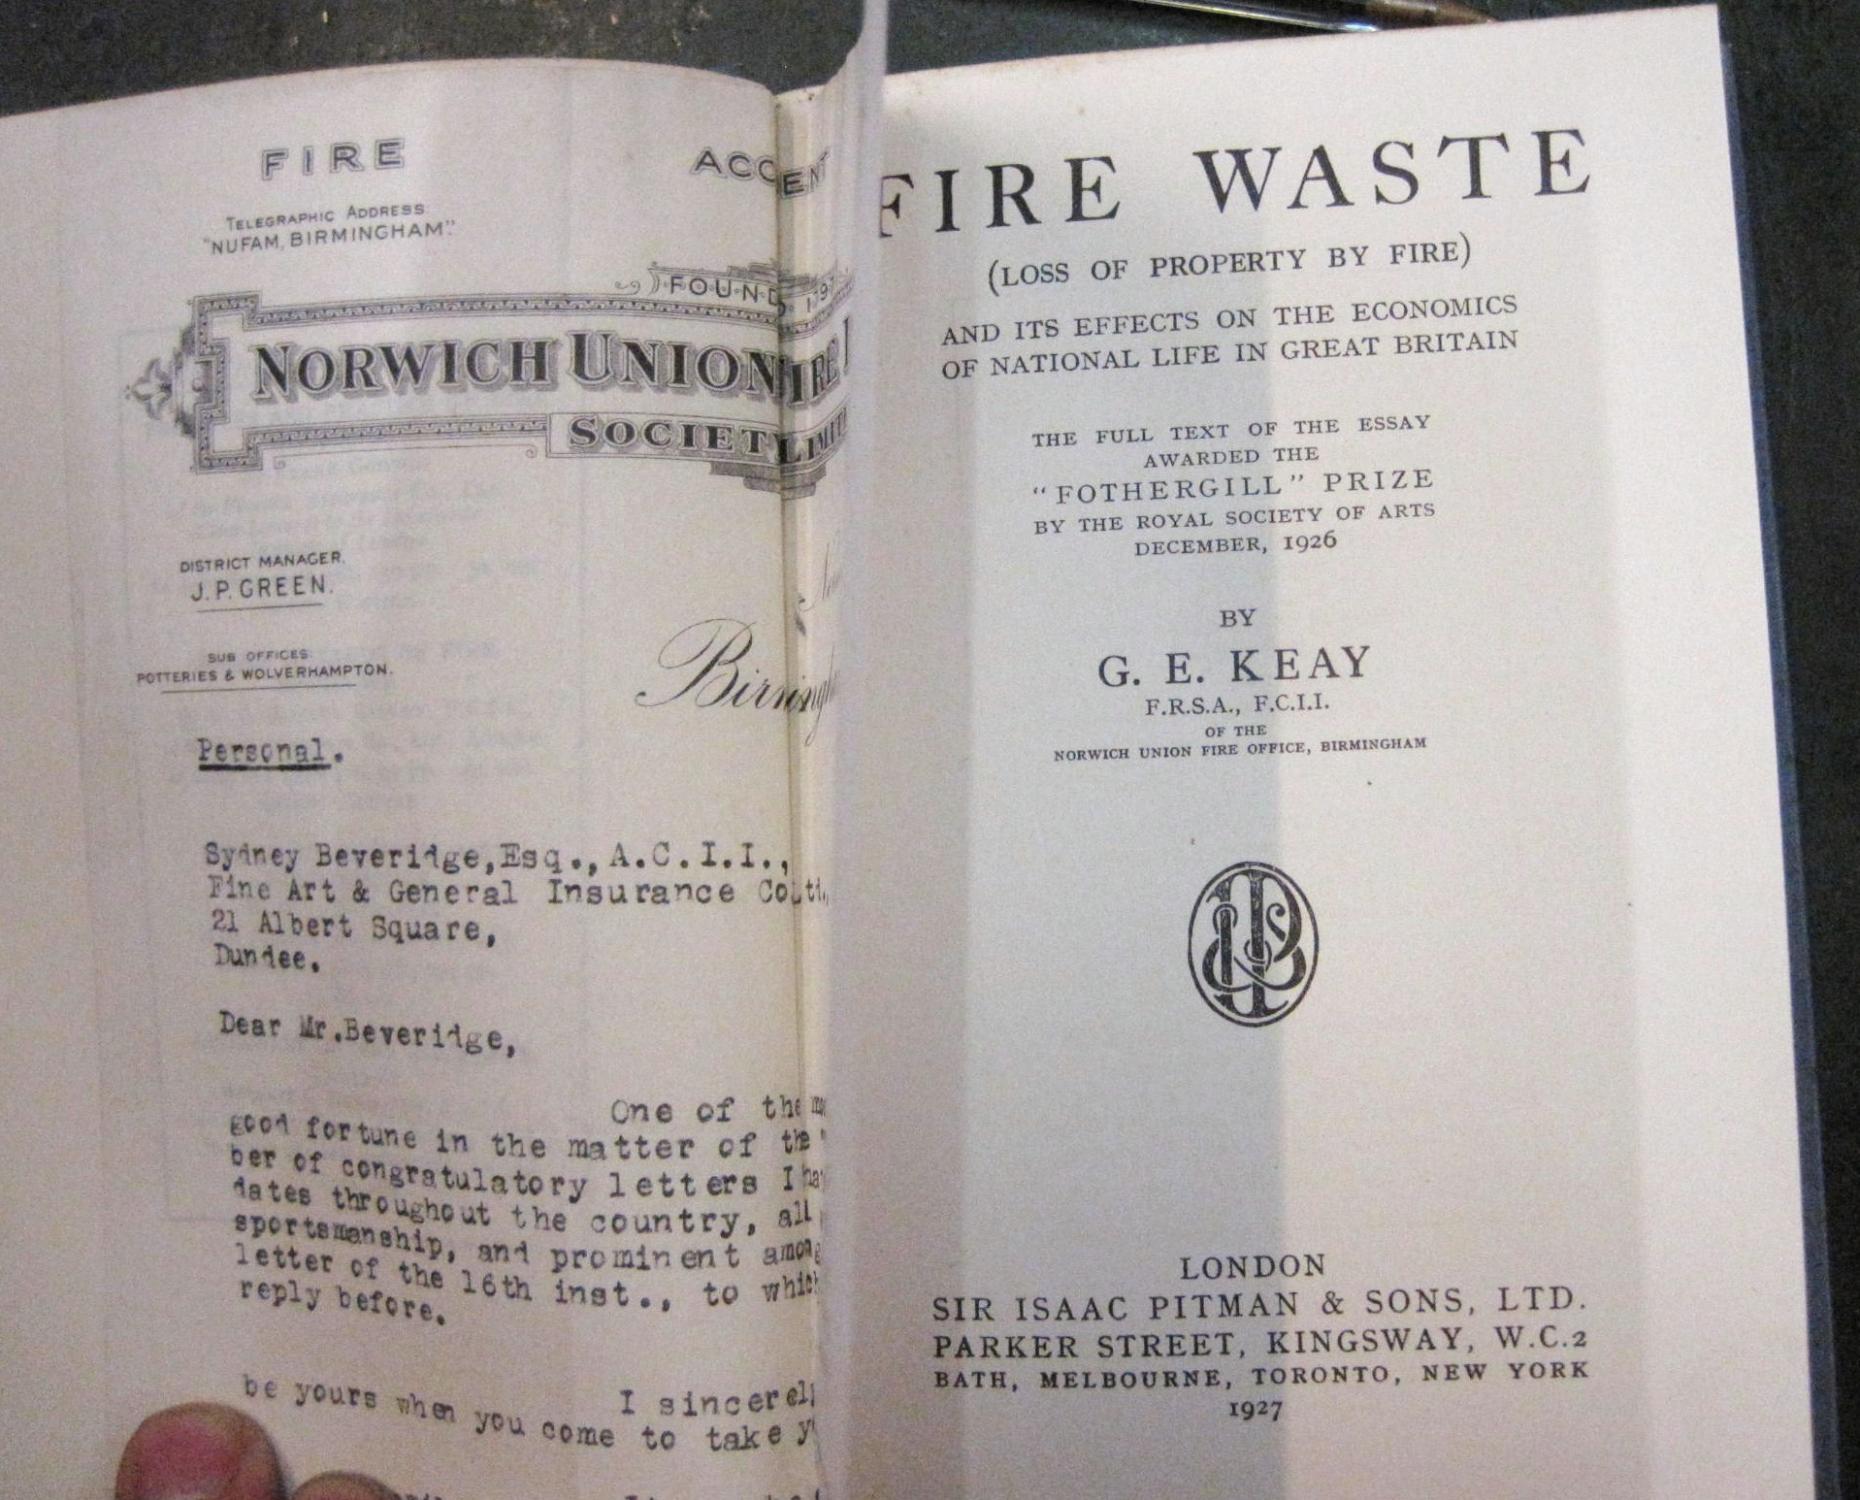 FIRE
TELEGRAPHIC ADDRESS
"NUFAM, BIRMINGHAM".
NORWICH UNION
SOCIETY LIMIT
DISTRICT MANAGER,
J. P. GREEN.
SUB OFFICES:
POTTERIES & WOLVERHAMPTON.
Personal.
Sydney Beveridge,Esq., A.C.I.I.,
Fine Art & General Insurance Co
21 Albert Square,
Dundee.
Dear Mr.Beveridge,
One of the
good fortune in the matter of the
ber of congratulatory letters I
dates throughout the country, all
sportsmanship, and prominent among
letter of the 16th inst., to which
reply before.
I sincerel
be yours when you come to take
FIRE WASTE
(LOSS OF PROPERTY BY FIRE)
AND ITS EFFECTS ON THE ECONOMICS
OF NATIONAL LIFE IN GREAT BRITAIN
THE FULL TEXT OF THE ESSAY
AWARDED THE
"FOTHERGILL" PRIZE
BY THE ROYAL SOCIETY OF ARTS
DECEMBER, 1926
BY
G. E. KEAY
F.R.S.A., F.C.I.I.
OF THE
NORWICH UNION FIRE OFFICE, BIRMINGHAM
LONDON
SIR ISAAC PITMAN & SONS, LTD.
PARKER STREET, KINGSWAY, W.C.2
BATH, MELBOURNE, TORONTO, NEW YORK
1927